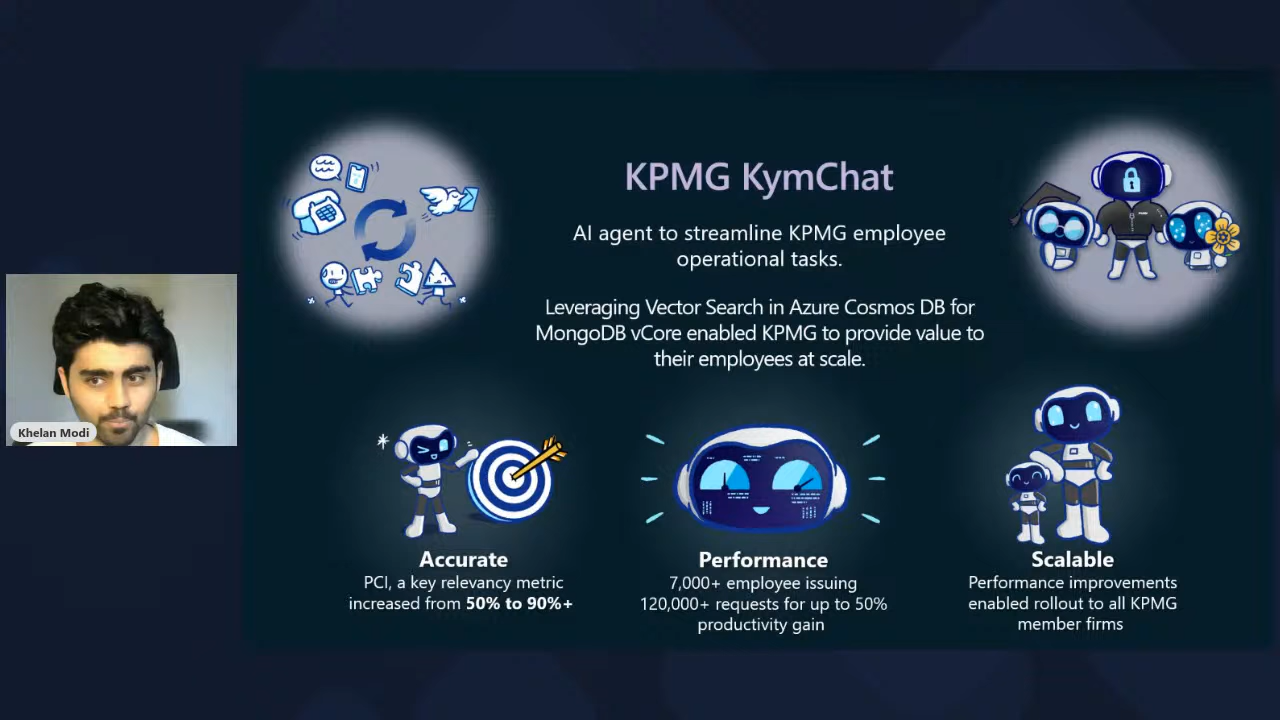 KPMG KymChat
AI agent to streamline KPMG employee
operational tasks.
Leveraging Vector Search in Azure Cosmos DB for
MongoDB vCore enabled KPMG to provide value to
their employees at scale.
Khelan Modi
Accurate
PCI, a key relevancy metric
increased from 50% to 90%+
Performance
7,000+ employee issuing
120,000+ requests for up to 50%
productivity gain
Scalable
Performance improvements
enabled rollout to all KPMG
member firms